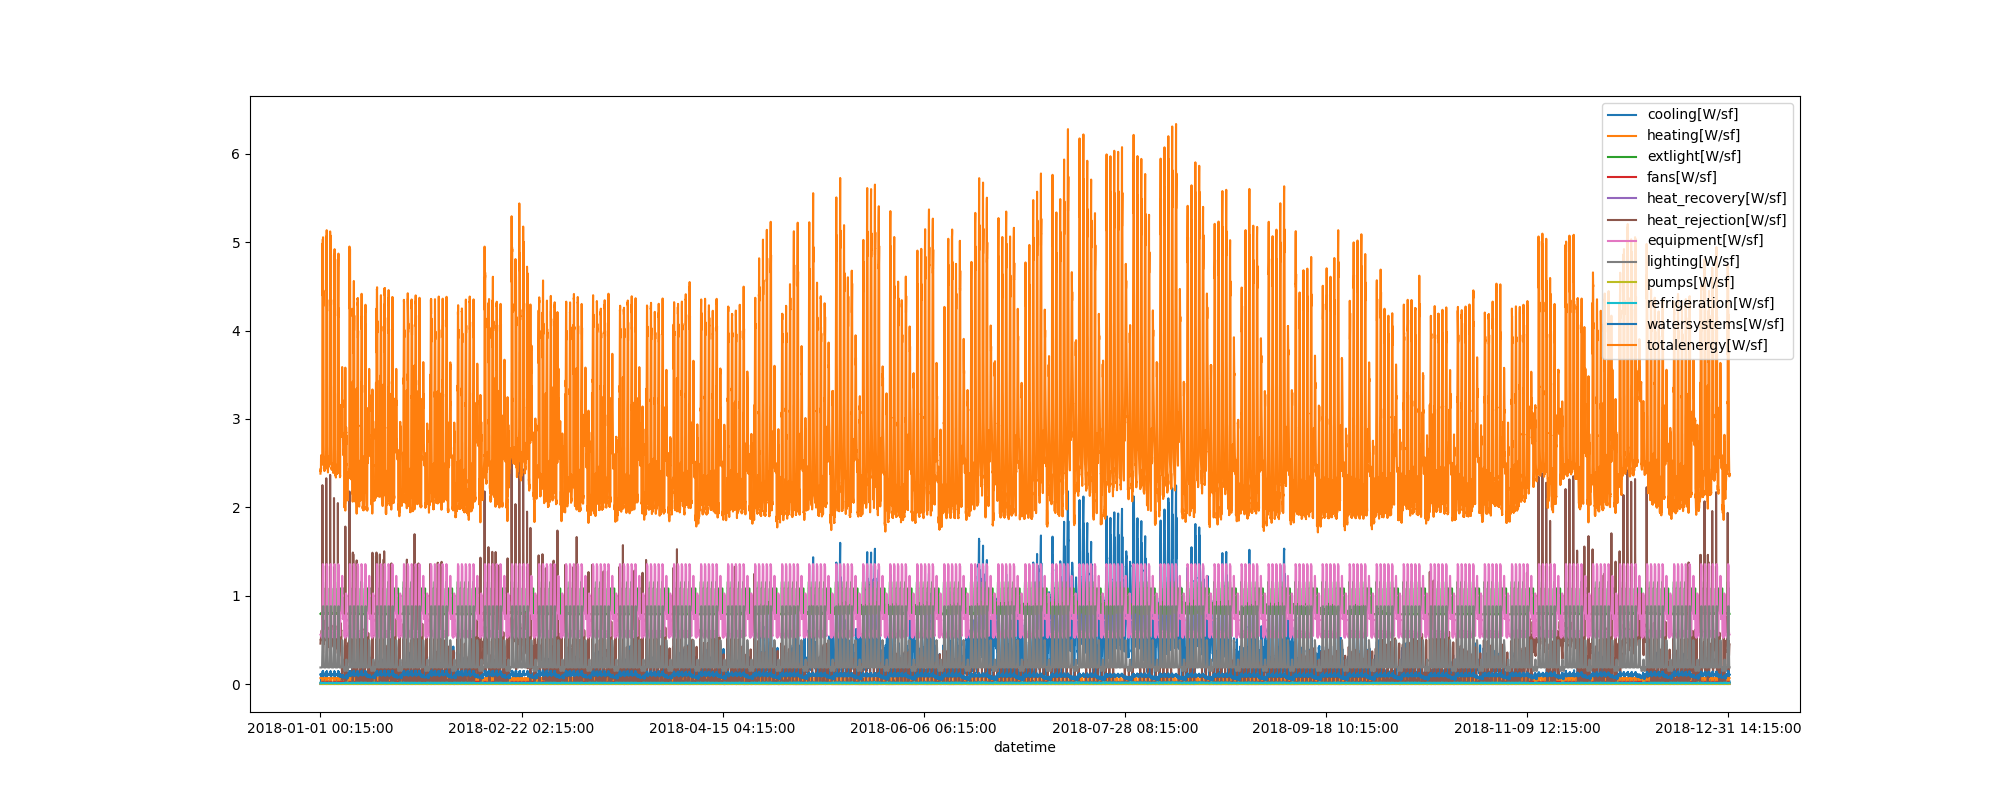 cooling[W/sf]
heating[W/sf]
extlight[W/sf]
fans[W/sf]
heat_recovery[W/sf]
heat_rejection[W/sf]
equipment[W/sf]
lighting[W/sf]
pumps[W/sf]
refrigeration[W/sf]
watersystems[W/sf]
totalenergy[W/sf]
6
5
4
3
2
1
0
2018-01-01 00:15:00 2018-02-22 02:15:00 2018-04-15 04:15:00 2018-06-06 06:15:00 2018-07-28 08:15:00 2018-09-18 10:15:00 2018-11-09 12:15:00 2018-12-31 14:15:00
datetime